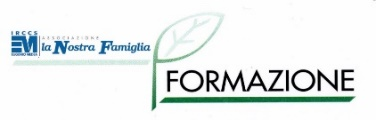 IRCCS
ASSOCIAZIONE
la Nostra Famiglia
FORMAZIONE